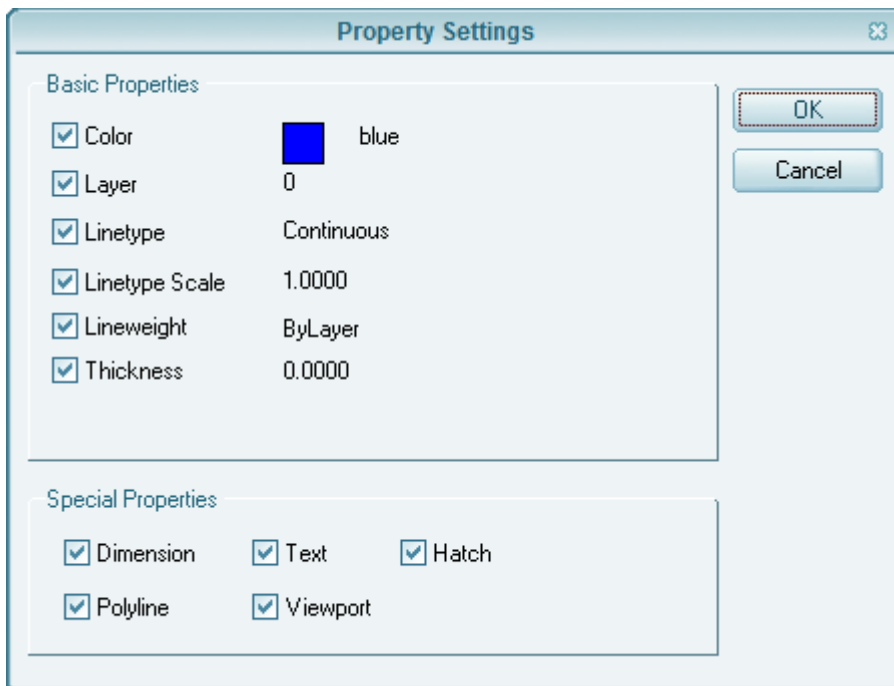 Property Settings
Basic Properties
OK
Color blue
Cancel
Layer 0
Linetype Continuous
Linetype Scale 1.0000
Lineweight ByLayer
Thickness 0.0000
Special Properties
Dimension Text Hatch
Polyline Viewport